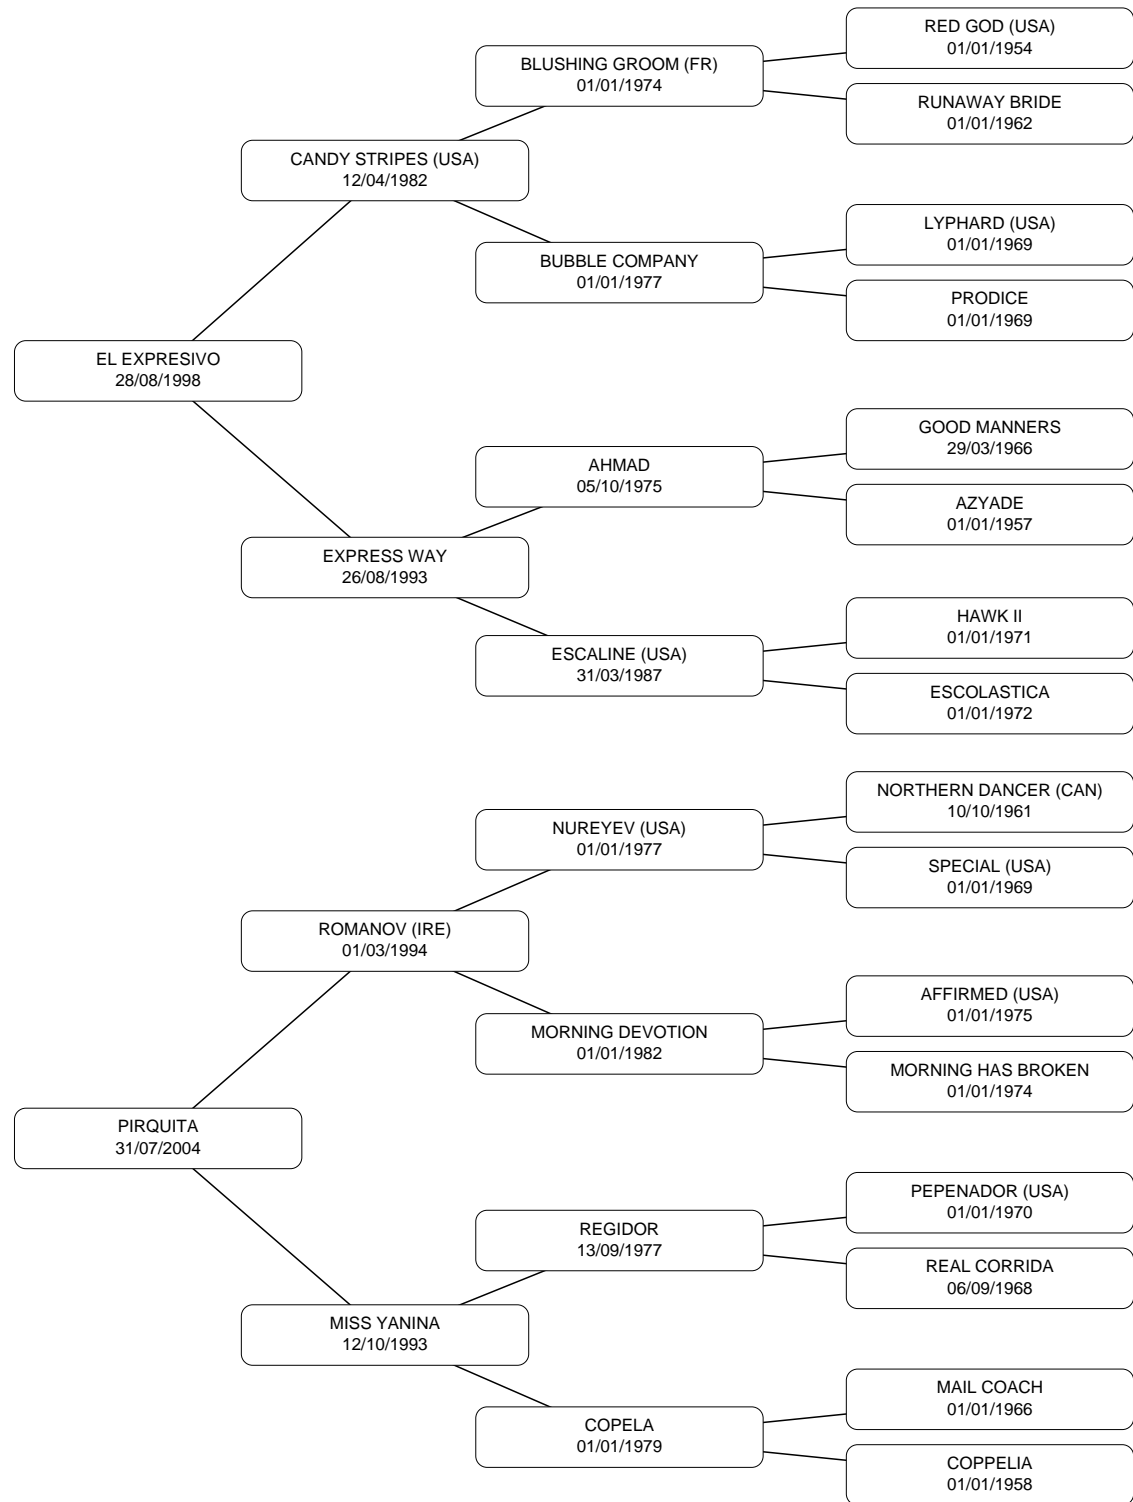 RED GOD (USA)
01/01/1954
BLUSHING GROOM (FR)
01/01/1974
RUNAWAY BRIDE
01/01/1962
CANDY STRIPES (USA)
12/04/1982
LYPHARD (USA)
01/01/1969
BUBBLE COMPANY
01/01/1977
PRODICE
01/01/1969
EL EXPRESIVO
28/08/1998
GOOD MANNERS
29/03/1966
AHMAD
05/10/1975
AZYADE
01/01/1957
EXPRESS WAY
26/08/1993
HAWK II
01/01/1971
ESCALINE (USA)
31/03/1987
ESCOLASTICA
01/01/1972
NORTHERN DANCER (CAN)
10/10/1961
NUREYEV (USA)
01/01/1977
SPECIAL (USA)
01/01/1969
ROMANOV (IRE)
01/03/1994
AFFIRMED (USA)
01/01/1975
MORNING DEVOTION
01/01/1982
MORNING HAS BROKEN
01/01/1974
PIRQUITA
31/07/2004
PEPENADOR (USA)
01/01/1970
REGIDOR
13/09/1977
REAL CORRIDA
06/09/1968
MISS YANINA
12/10/1993
MAIL COACH
01/01/1966
COPELA
01/01/1979
COPPELIA
01/01/1958